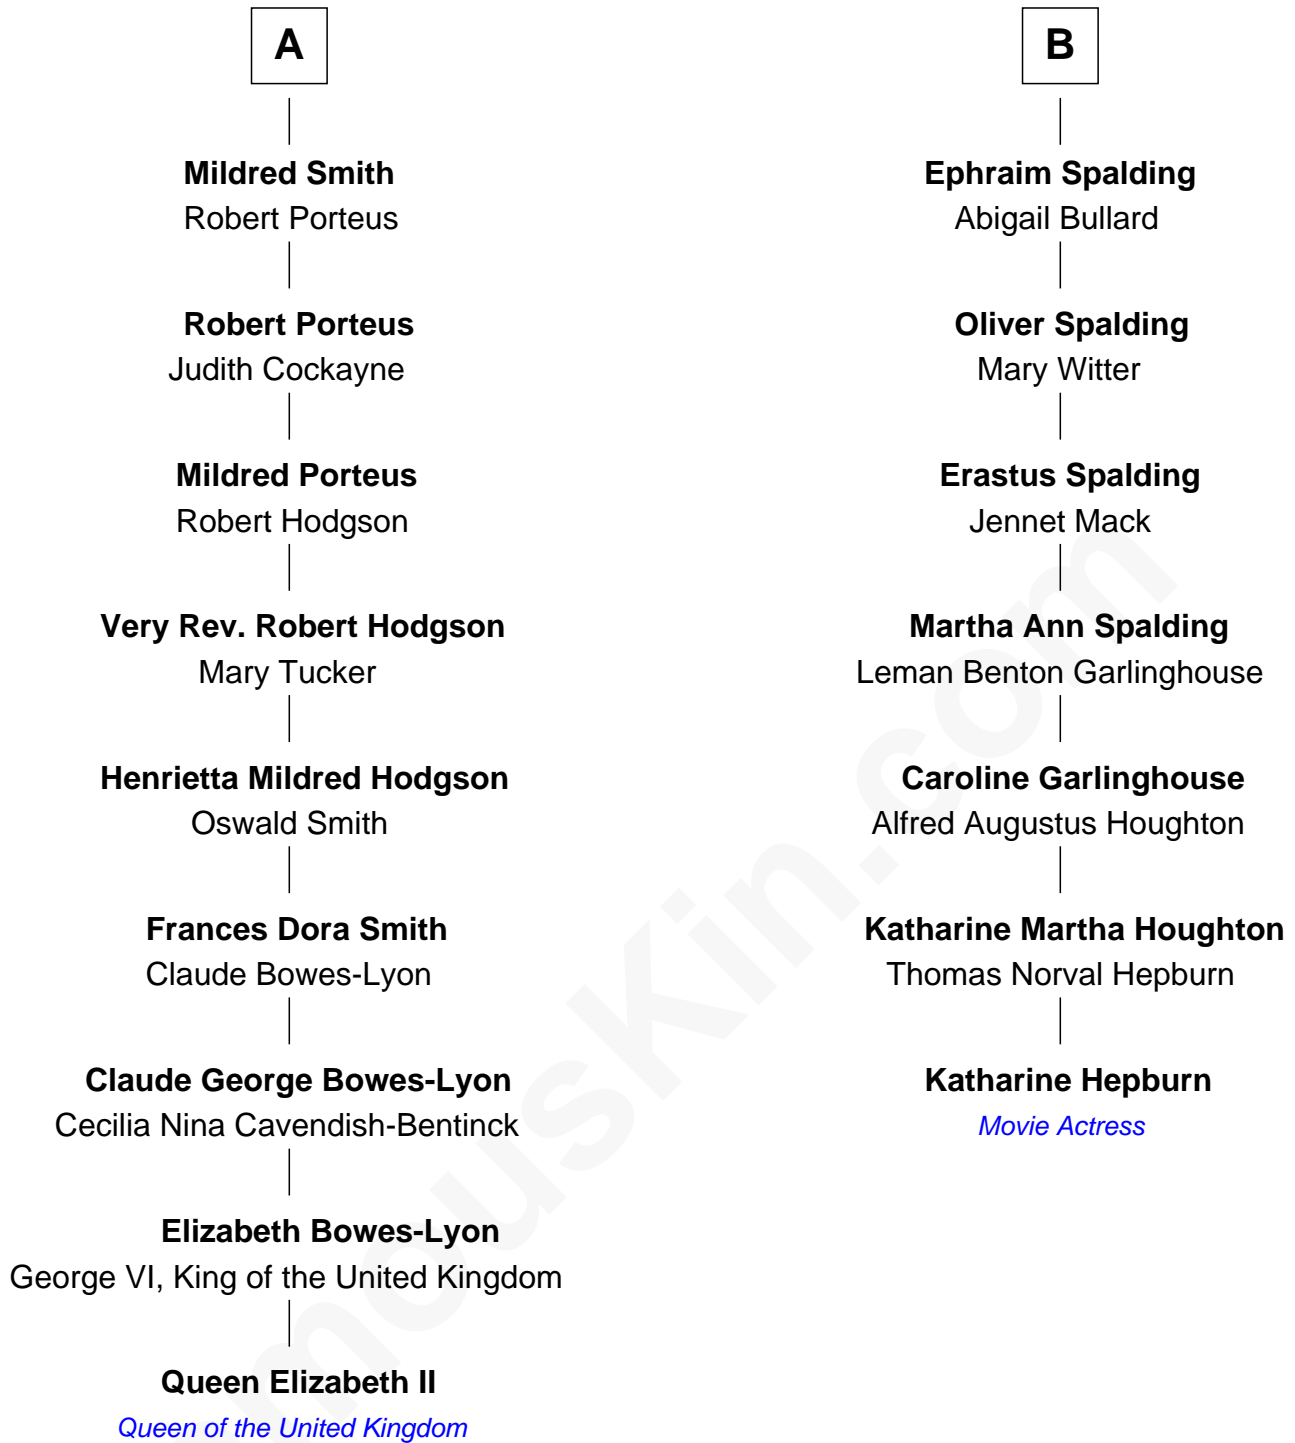 A
Mildred Smith
Robert Porteus
Robert Porteus
Judith Cockayne
Mildred Porteus
Robert Hodgson
Very Rev. Robert Hodgson
Mary Tucker
Henrietta Mildred Hodgson
Oswald Smith
Frances Dora Smith
Claude Bowes-Lyon
Claude George Bowes-Lyon
Cecilia Nina Cavendish-Bentinck
Elizabeth Bowes-Lyon
George VI, King of the United Kingdom
Queen Elizabeth II
Queen of the United Kingdom
B
Ephraim Spalding
Abigail Bullard
Oliver Spalding
Mary Witter
Erastus Spalding
Jennet Mack
Martha Ann Spalding
Leman Benton Garlinghouse
Caroline Garlinghouse
Alfred Augustus Houghton
Katharine Martha Houghton
Thomas Norval Hepburn
Katharine Hepburn
Movie Actress
mousKin.com